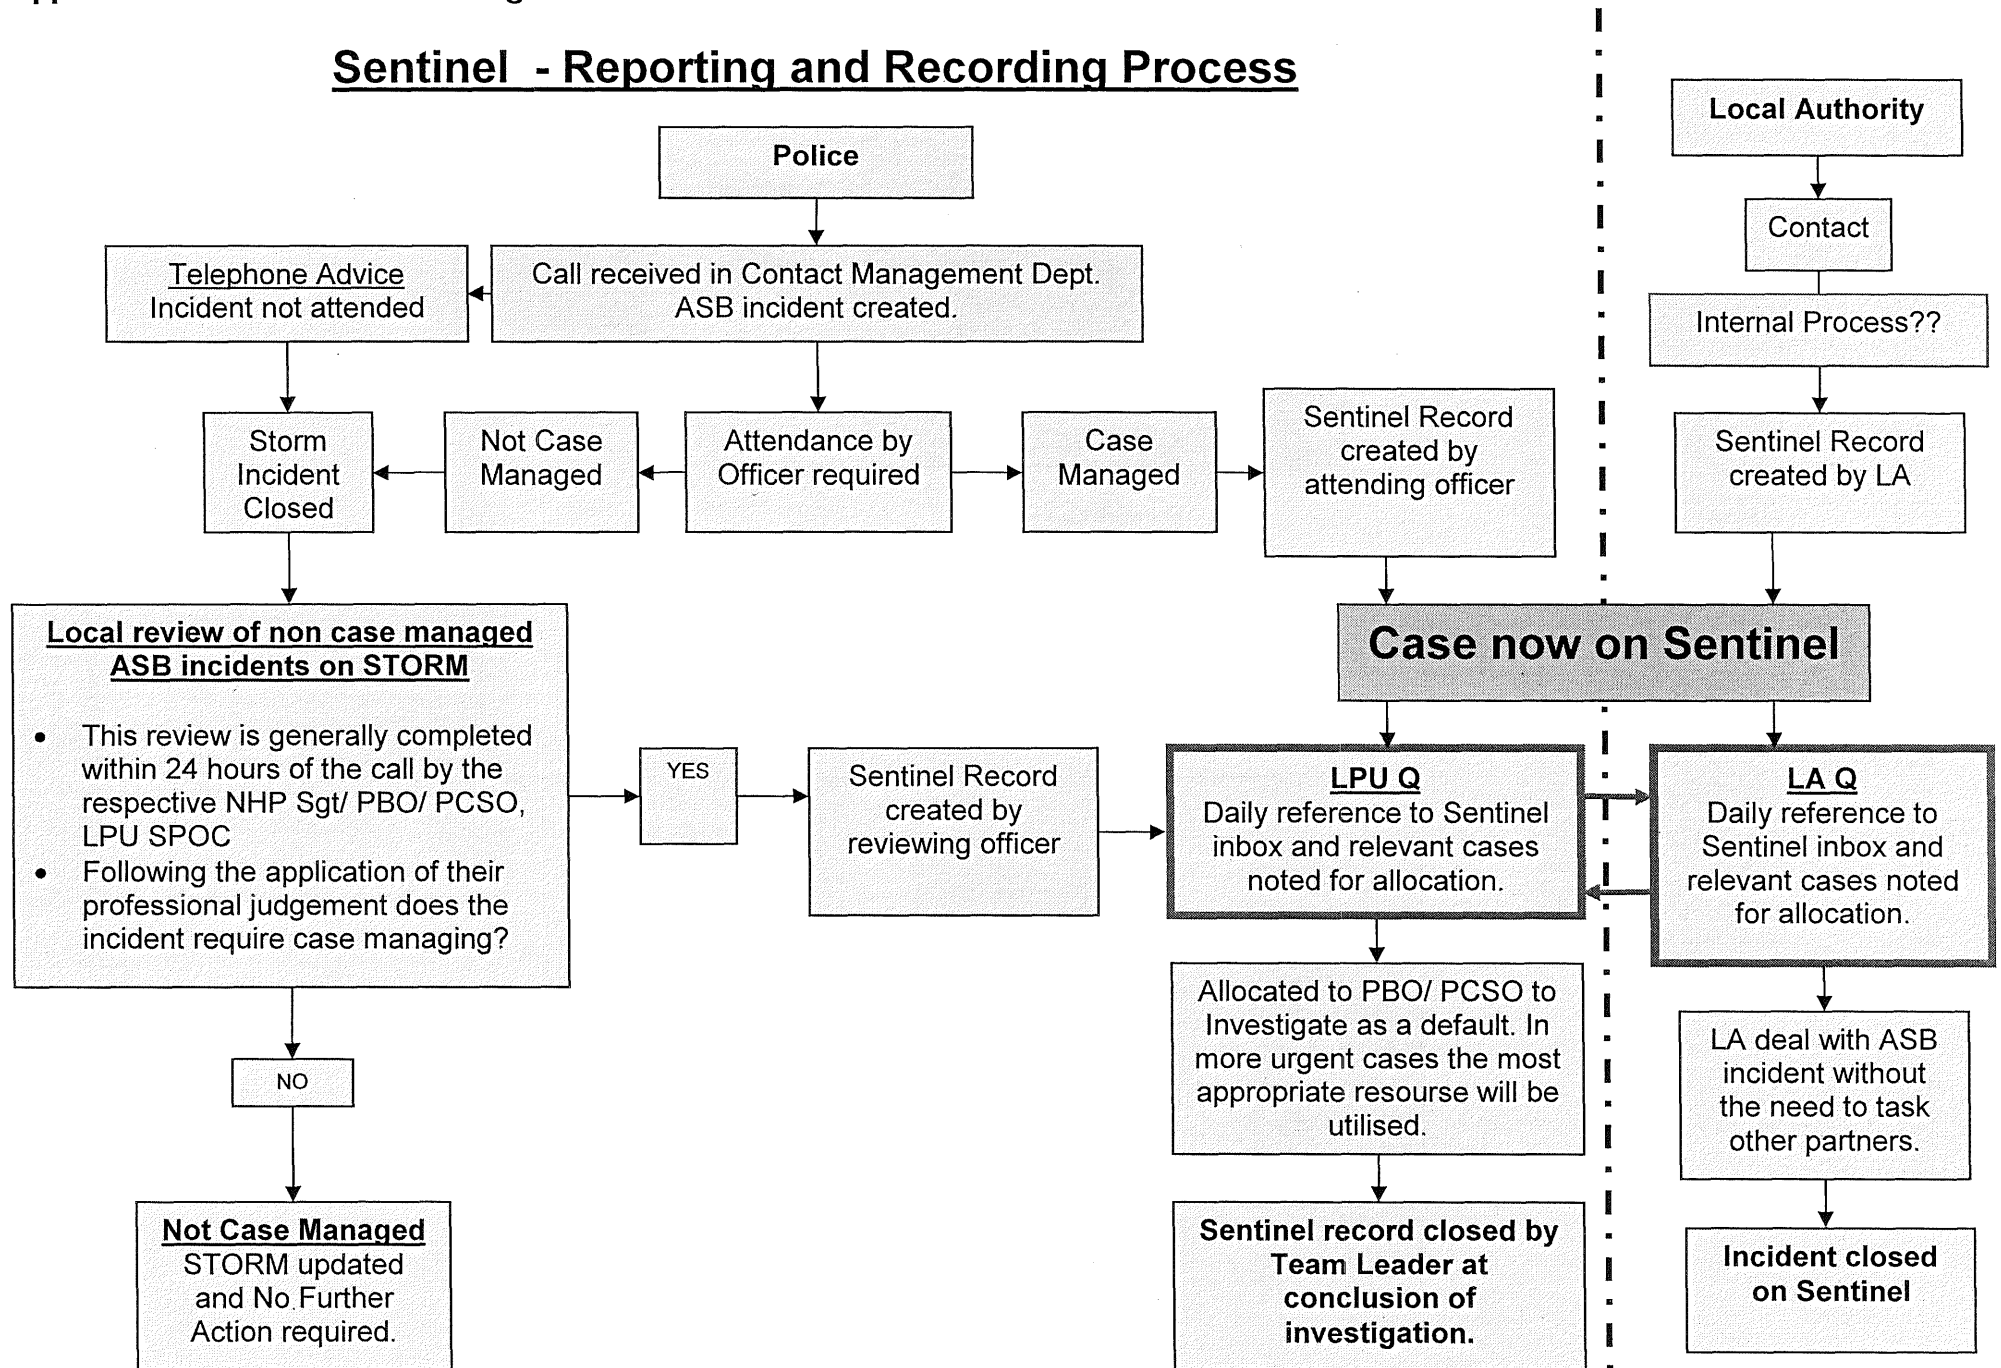 Sentinel - Reporting and Recording Process
Police
Telephone Advice
Incident not attended
Call received in Contact Management Dept.
ASB incident created.
Storm
Incident
Closed
Not Case
Managed
Attendance by
Officer required
Case
Managed
Sentinel Record
created by
attending officer
Local review of non case managed
ASB incidents on STORM
• This review is generally completed
within 24 hours of the call by the
respective NHP Sgt/ PBO/ PCSO,
LPU SPOC
• Following the application of their
professional judgement does the
incident require case managing?
YES
Sentinel Record
created by
reviewing officer
NO
Not Case Managed
STORM updated
and No Further
Action required.
Local Authority
Contact
Internal Process??
Sentinel Record
created by LA
Case now on Sentinel
LPU Q
Daily reference to Sentinel
inbox and relevant cases
noted for allocation.
LA Q
Daily reference to
Sentinel inbox and
relevant cases noted
for allocation.
Allocated to PBO/ PCSO to
Investigate as a default. In
more urgent cases the most
appropriate resourse will be
utilised.
LA deal with ASB
incident without
the need to task
other partners.
Sentinel record closed by
Team Leader at
conclusion of
investigation.
Incident closed
on Sentinel